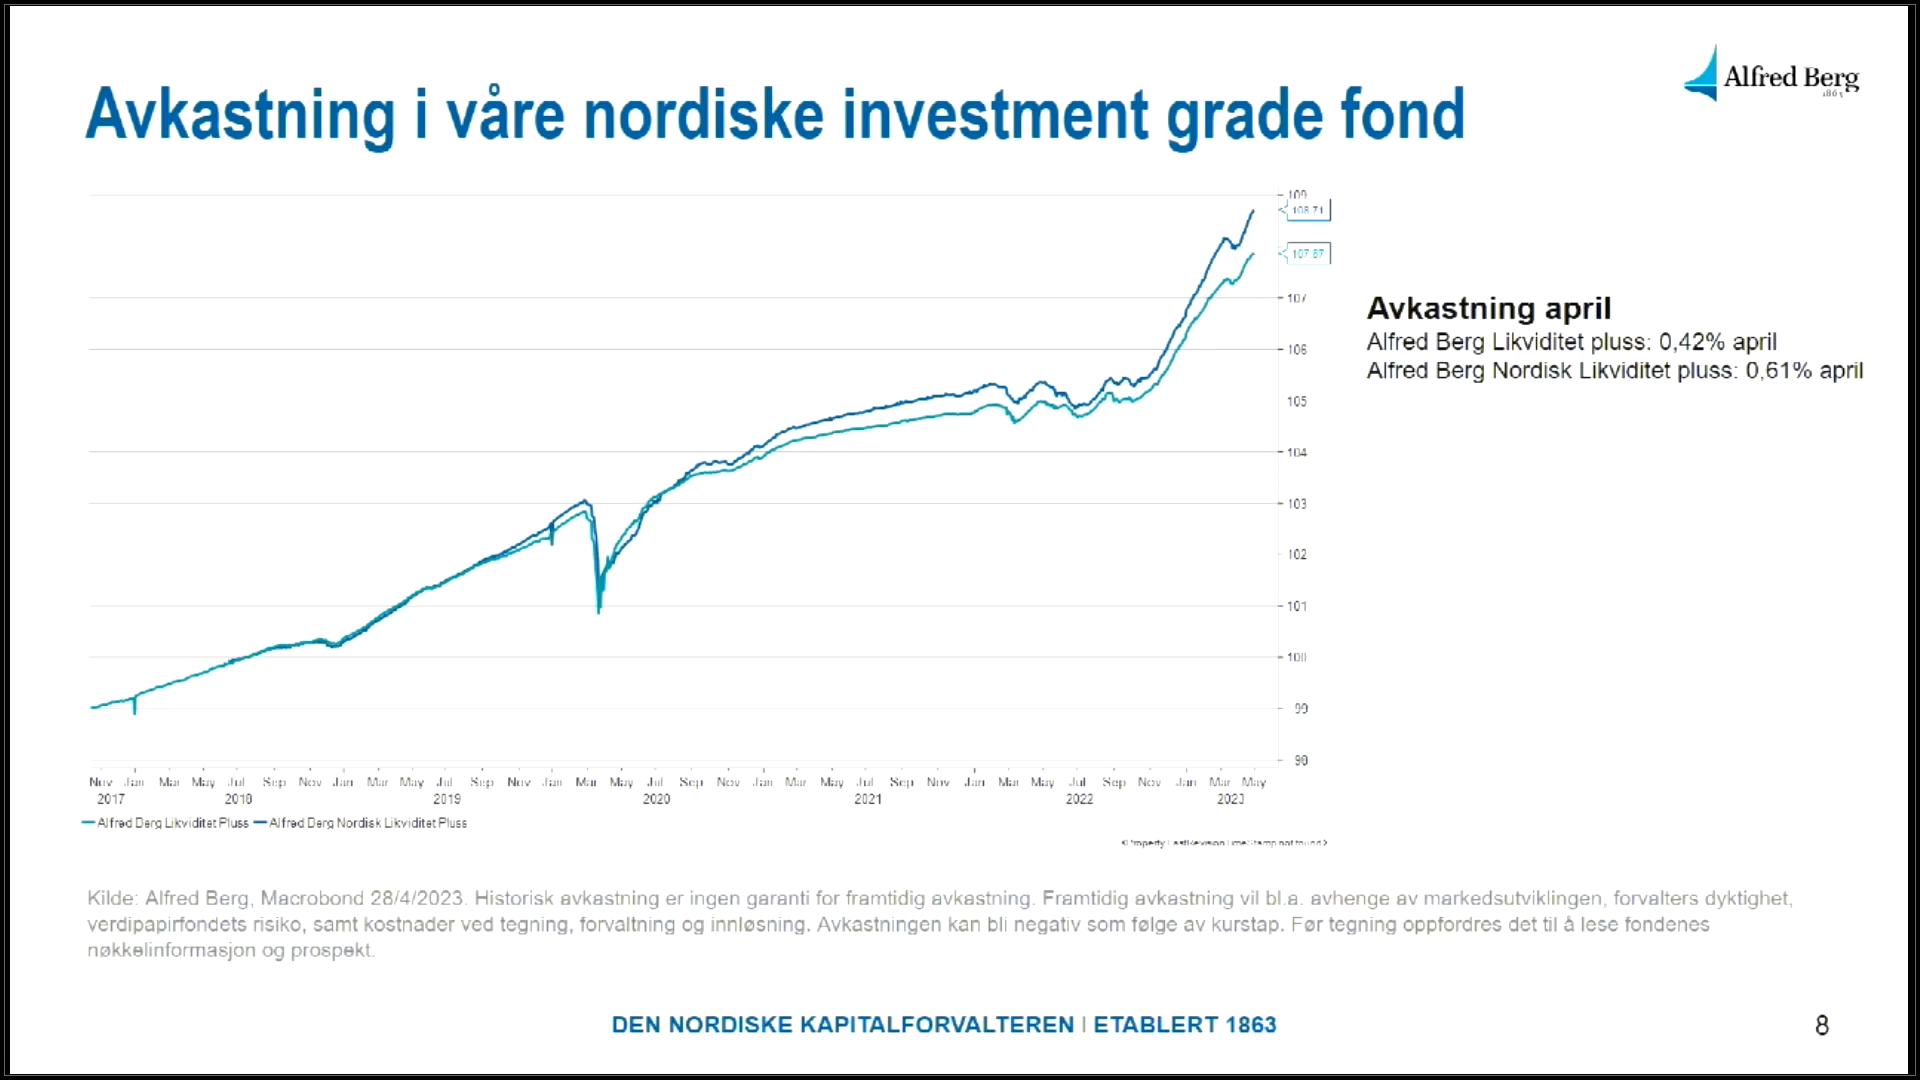 Alfred Berg
1863
Avkastning i våre nordiske investment grade fond
109
108.71
107.87
107
106
105
104
103
102
101
100
99
98
Avkastning april
Alfred Berg Likviditet pluss: 0,42% april
Alfred Berg Nordisk Likviditet pluss: 0,61% april
Nov Jan Mar May Jul Sep Nov Jan Mar May Jul Sep Nov Jan Mar May Jul Sep Nov Jan Mar May Jul Sep Nov Jan Mar May Jul Sep Nov Jan Mar May
2017 2018 2019 2020 2021 2022 2023
Alfred Berg Likviditet Pluss Alfred Berg Nordisk Likviditet Pluss
<Property LastRevisionTimeStamp not found>
Kilde: Alfred Berg, Macrobond 28/4/2023. Historisk avkastning er ingen garanti for framtidig avkastning. Framtidig avkastning vil bl.a. avhenge av markedsutviklingen, forvalters dyktighet,
verdipapirfondets risiko, samt kostnader ved tegning, forvaltning og innløsning. Avkastningen kan bli negativ som følge av kurstap. Før tegning oppfordres det til å lese fondenes
nøkkelinformasjon og prospekt.
DEN NORDISKE KAPITALFORVALTEREN | ETABLERT 1863
8